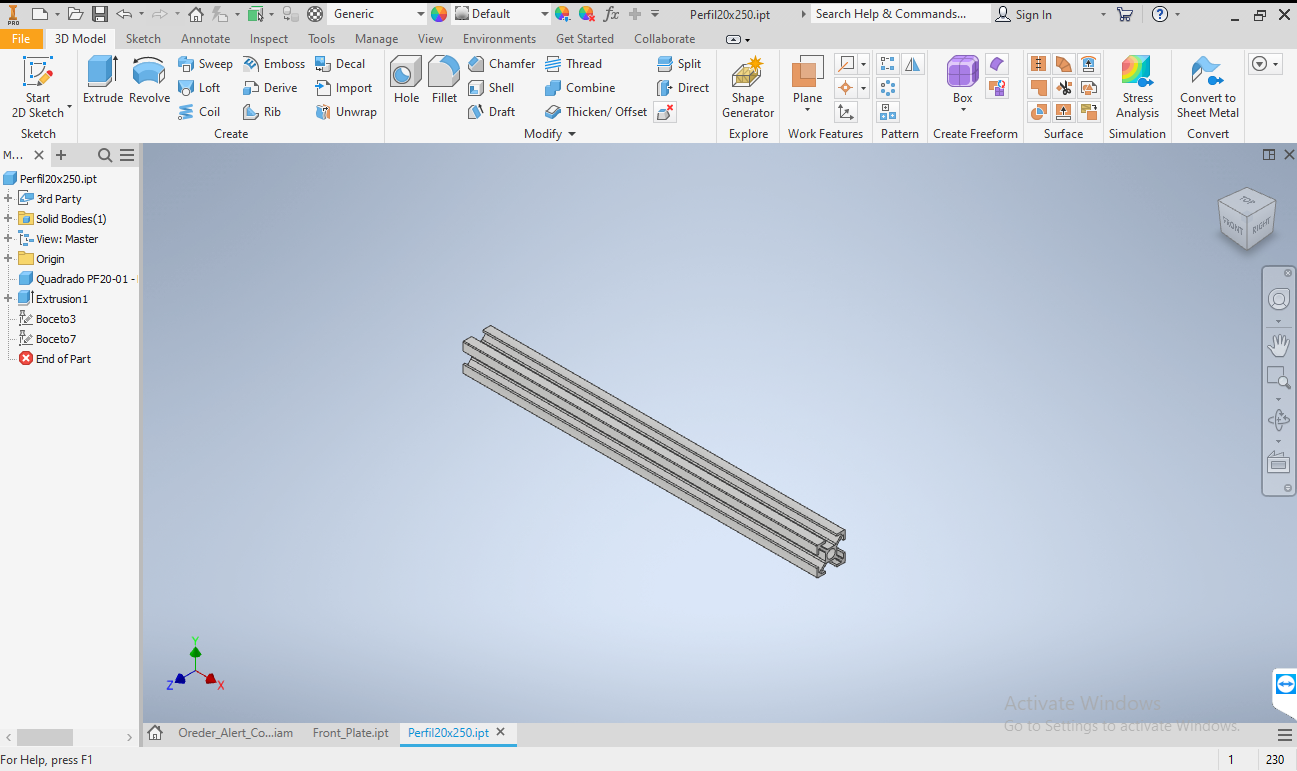 PRO Generic Default fx Perfil20x250.ipt Search Help & Commands... Sign In
File 3D Model Sketch Annotate Inspect Tools Manage View Environments Get Started Collaborate
Start 2D Sketch
Sketch
Extrude Revolve
Sweep Emboss Decal
Loft Derive Import
Coil Rib Unwrap
Create
Hole Fillet
Chamfer Thread Split
Shell Combine Direct
Draft Thicken/ Offset
Modify
Shape Generator
Explore
Plane
Work Features
Pattern
Box
Create Freeform
Surface
Stress Analysis
Simulation
Convert to Sheet Metal
Convert
M...
Perfil20x250.ipt
3rd Party
Solid Bodies(1)
View: Master
Origin
Quadrado PF20-01 -
Extrusion1
Boceto3
Boceto7
End of Part
TOP
FRONT RIGHT
Y
Z X
Activate Windows
Go to Settings to activate Windows.
Oreder_Alert_Co...iam Front_Plate.ipt Perfil20x250.ipt
For Help, press F1 1 230